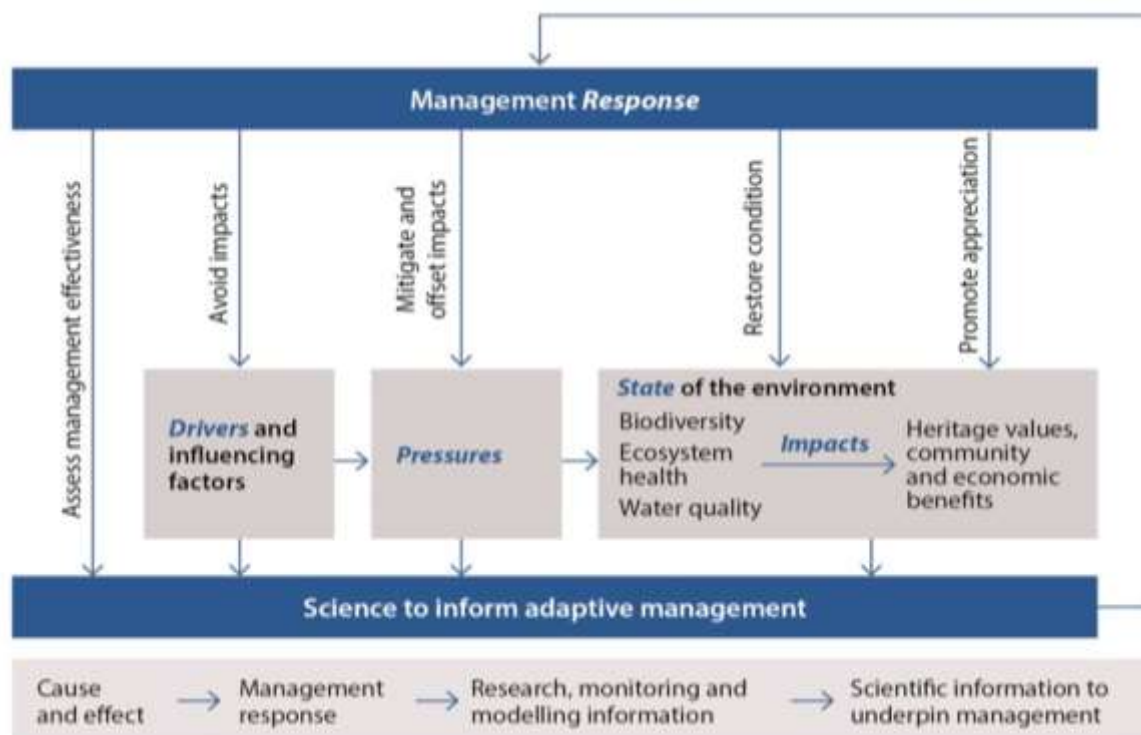 Management Response
Assess management effectiveness
Avoid impacts
Mitigate and
offset impacts
Restore condition
Promote appreciation
Drivers and
influencing
factors
Pressures
State of the environment
Biodiversity
Ecosystem
health
Water quality
Impacts
Heritage values,
community
and economic
benefits
Science to inform adaptive management
Cause
and effect
Management
response
Research, monitoring and
modelling information
Scientific information to
underpin management